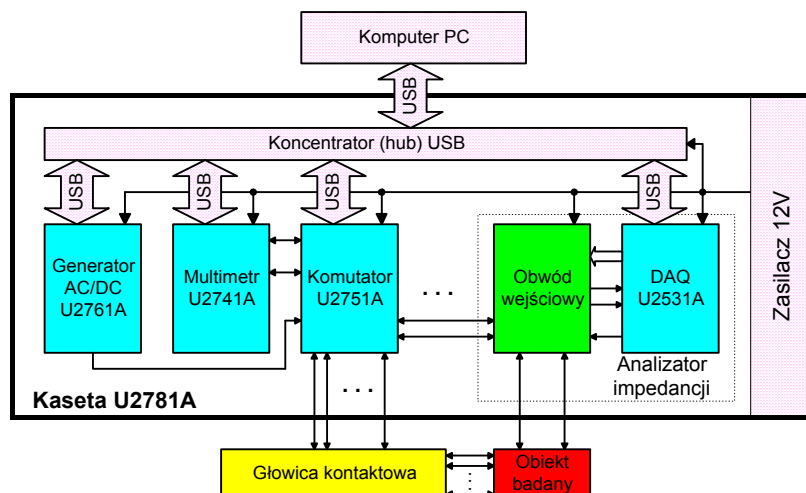 Komputer PC
USB
Koncentrator (hub) USB
USB
USB
USB
USB
Zasilacz 12V
Generator
AC/DC
U2761A
Multimetr
U2741A
Komutator
U2751A
. . .
Obwód
wejściowy
DAQ
U2531A
Analizator
impedancji
. . .
Kaseta U2781A
Głowica kontaktowa
Obiekt
badany